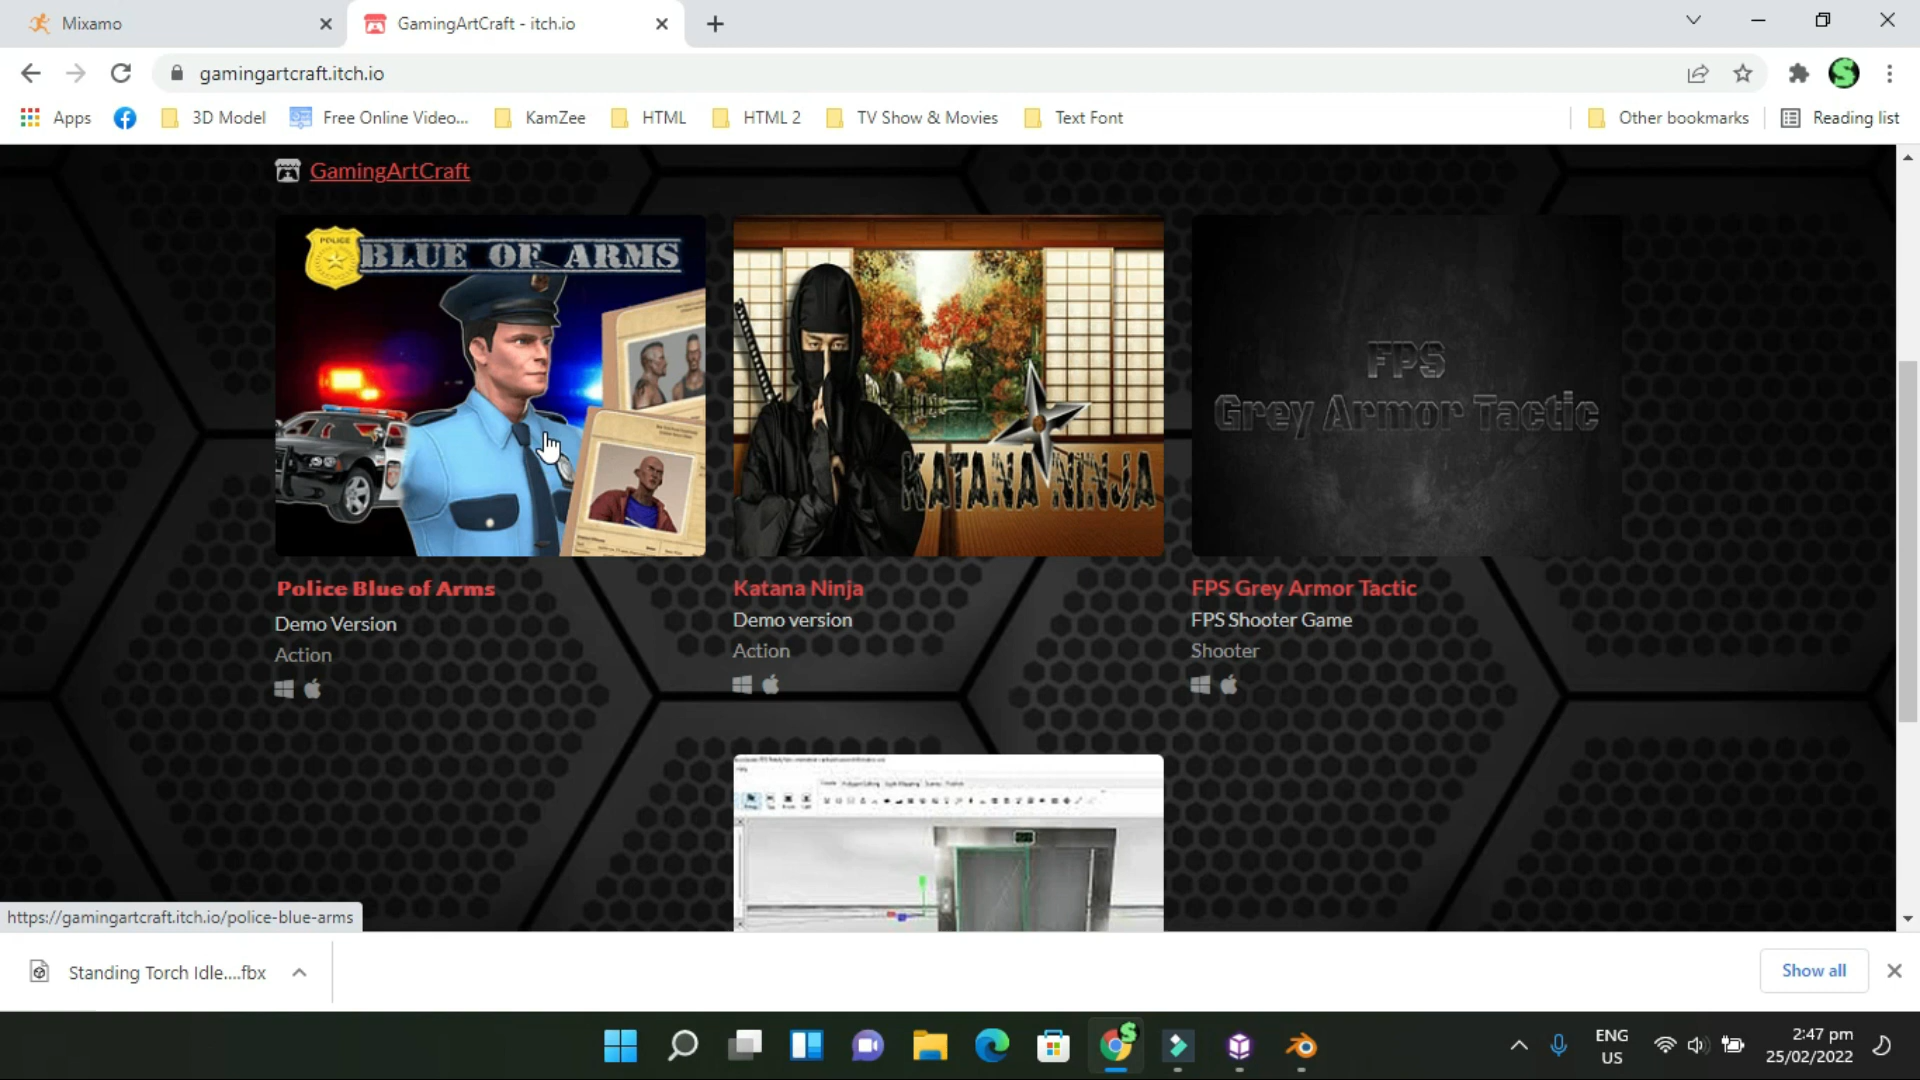 Mixamo
GamingArtCraft - itch.io
gamingartcraft.itch.io
Apps
3D Model
Free Online Video...
KamZee
HTML
HTML 2
TV Show & Movies
Text Font
Other bookmarks
Reading list
GamingArtCraft
POLICE
BLUE OF ARMS
KATANA NINJA
FPS
Grey Armor Tactic
Police Blue of Arms
Demo Version
Action
Katana Ninja
Demo version
Action
FPS Grey Armor Tactic
FPS Shooter Game
Shooter
https://gamingartcraft.itch.io/police-blue-arms
Standing Torch Idle....fbx
Show all
ENG
US
2:47 pm
25/02/2022